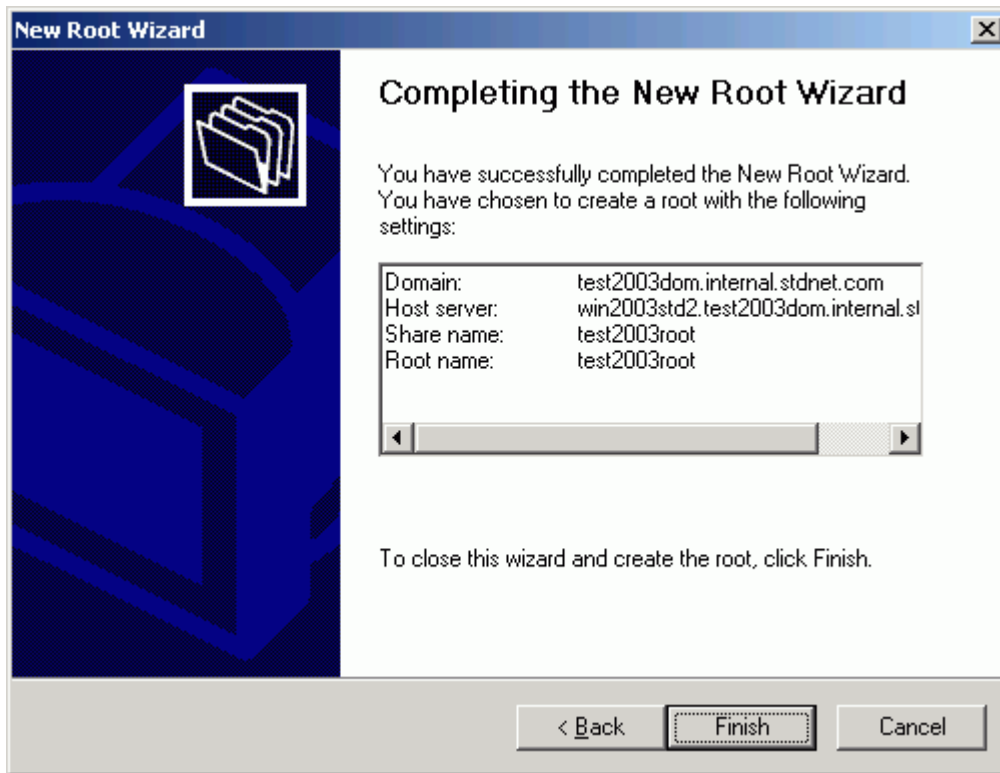 New Root Wizard
Completing the New Root Wizard
You have successfully completed the New Root Wizard.
You have chosen to create a root with the following
settings:
Domain: test2003dom.internal.stdnet.com
Host server: win2003std2.test2003dom.internal.st
Share name: test2003root
Root name: test2003root
To close this wizard and create the root, click Finish.
< Back Finish Cancel